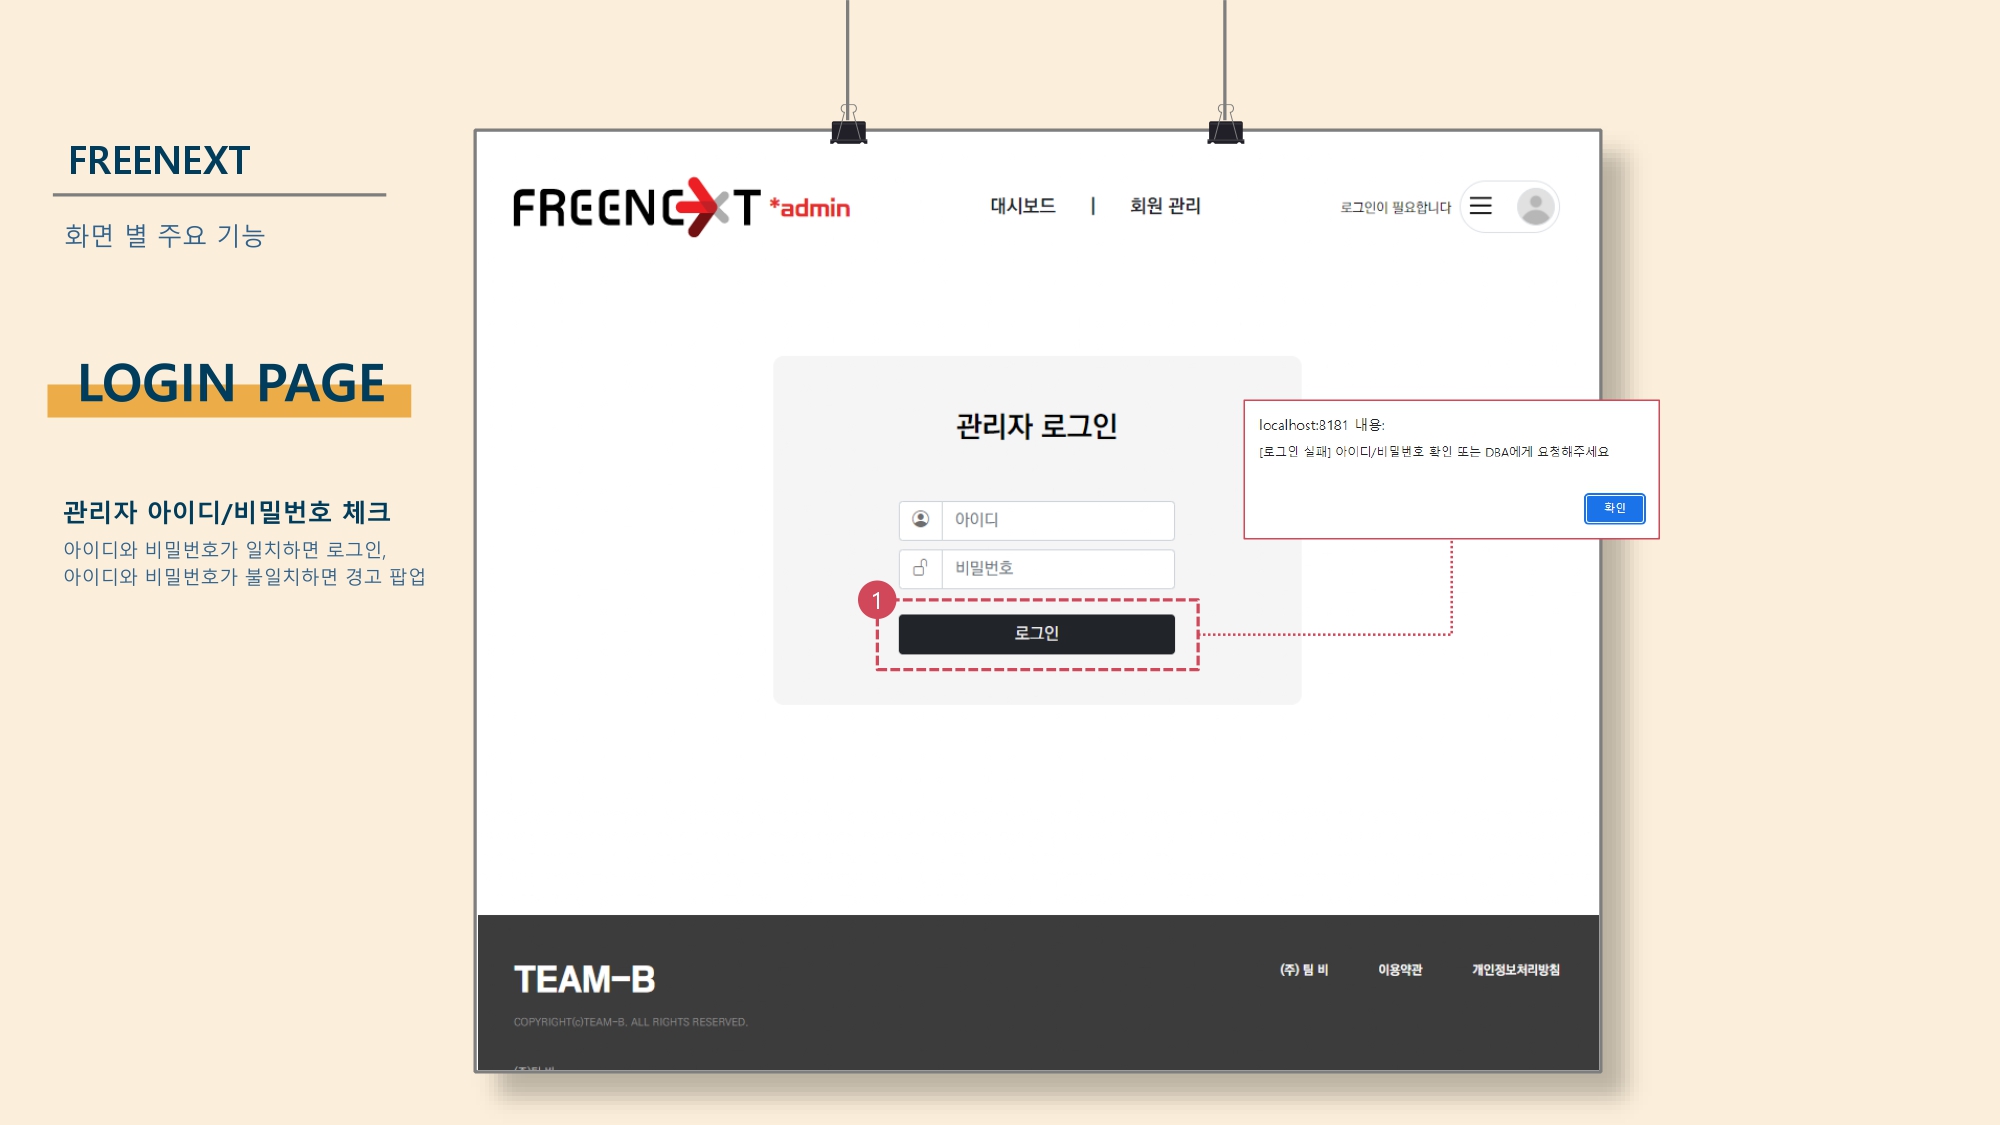 FREENEXT
화면 별 주요 기능
LOGIN PAGE
관리자 아이디/비밀번호 체크
아이디와 비밀번호가 일치하면 로그인,
아이디와 비밀번호가 불일치하면 경고 팝업
FREENEXT *admin
대시보드 | 회원 관리
로그인이 필요합니다
관리자 로그인
아이디
비밀번호
1
로그인
localhost:8181 내용:
[로그인 실패] 아이디/비밀번호 확인 또는 DBA에게 요청해주세요
확인
TEAM-B
(주) 팀 비 이용약관 개인정보처리방침
COPYRIGHT(c)TEAM-B. ALL RIGHTS RESERVED.